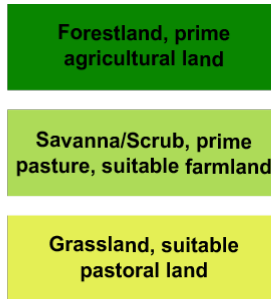 Forestland, prime
agricultural land
Savanna/Scrub, prime
pasture, suitable farmland
Grassland, suitable
pastoral land